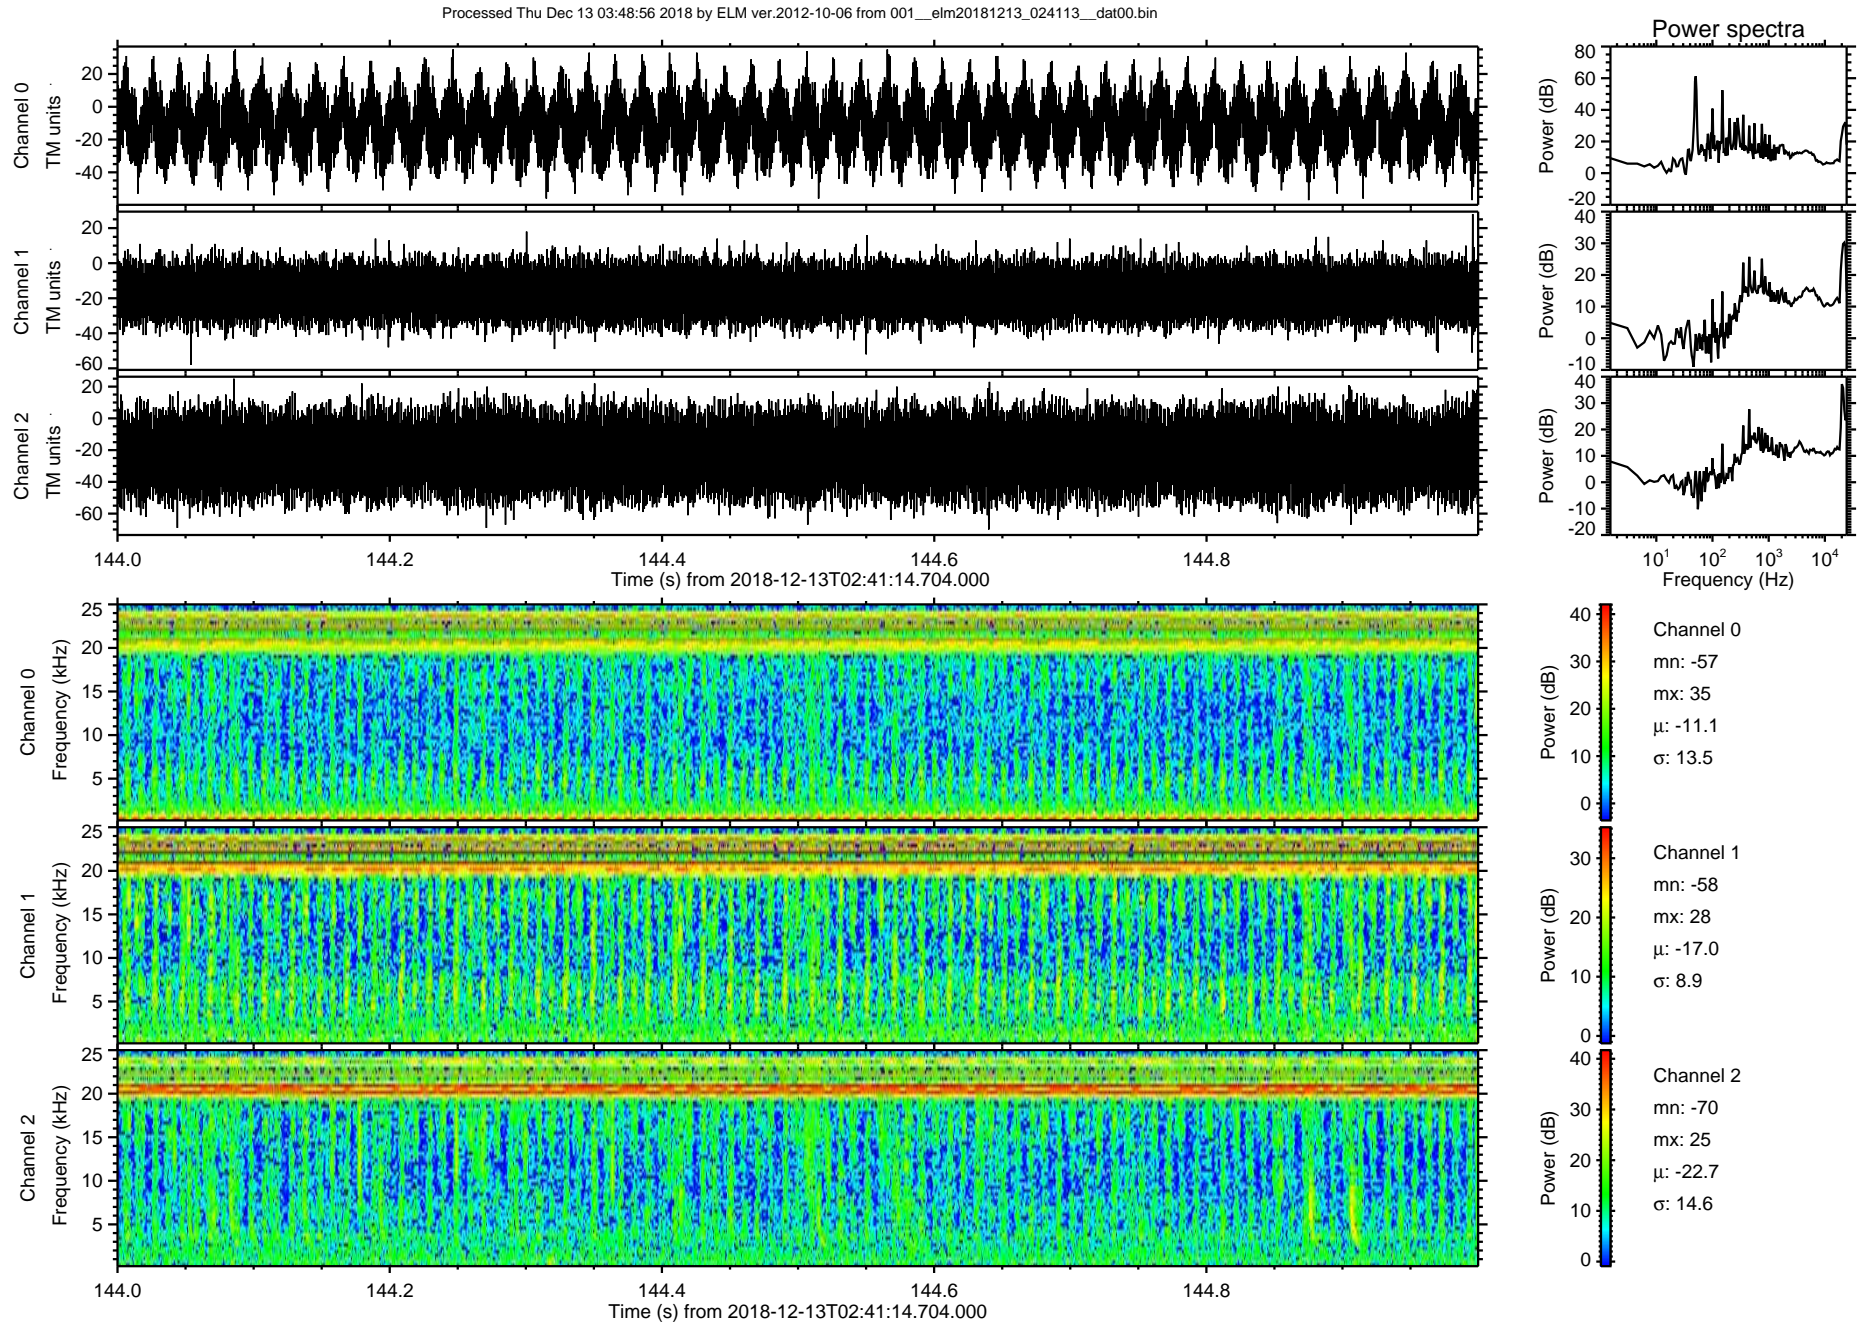 Processed Thu Dec 13 03:48:56 2018 by ELM ver.2012-10-06 from 001__elm20181213_024113__dat00.bin
Power spectra
Channel 0
TM units
20
0
-20
-40
Power (dB)
80
60
40
20
0
-20
Channel 1
TM units
20
0
-20
-40
-60
Power (dB)
40
30
20
10
0
-10
Channel 2
TM units
20
0
-20
-40
-60
Power (dB)
40
30
20
10
0
-10
-20
144.0 144.2 144.4 144.6 144.8
Time (s) from 2018-12-13T02:41:14.704.000
10^1 10^2 10^3 10^4
Frequency (Hz)
Channel 0
Frequency (kHz)
25
20
15
10
5
Power (dB)
40
30
20
10
0
Channel 0
mn: -57
mx: 35
μ: -11.1
σ: 13.5
Channel 1
Frequency (kHz)
25
20
15
10
5
Power (dB)
30
20
10
0
Channel 1
mn: -58
mx: 28
μ: -17.0
σ: 8.9
Channel 2
Frequency (kHz)
25
20
15
10
5
Power (dB)
40
30
20
10
0
Channel 2
mn: -70
mx: 25
μ: -22.7
σ: 14.6
144.0 144.2 144.4 144.6 144.8
Time (s) from 2018-12-13T02:41:14.704.000